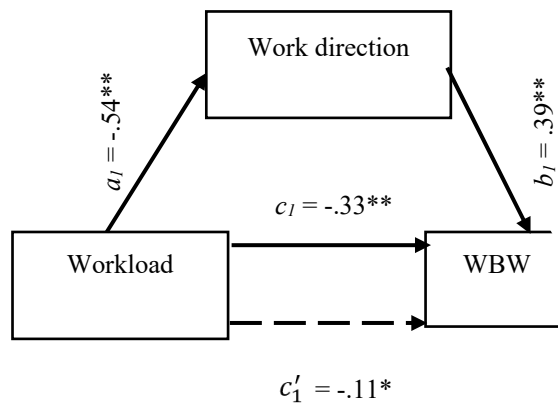 Work direction
a₁ = -.54**
b₁ = .39**
c₁ = -.33**
Workload
WBW
c′₁ = -.11*